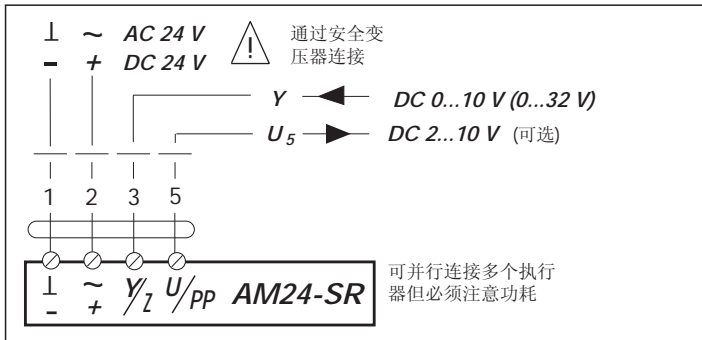 ⊥ ~ AC 24 V
- + DC 24 V
通过安全变
压器连接
Y DC 0...10 V (0...32 V)
U5 DC 2...10 V (可选)
1 2 3 5
⊥ ~ Y/Z U/PP AM24-SR
- +
可并行连接多个执行
器但必须注意功耗